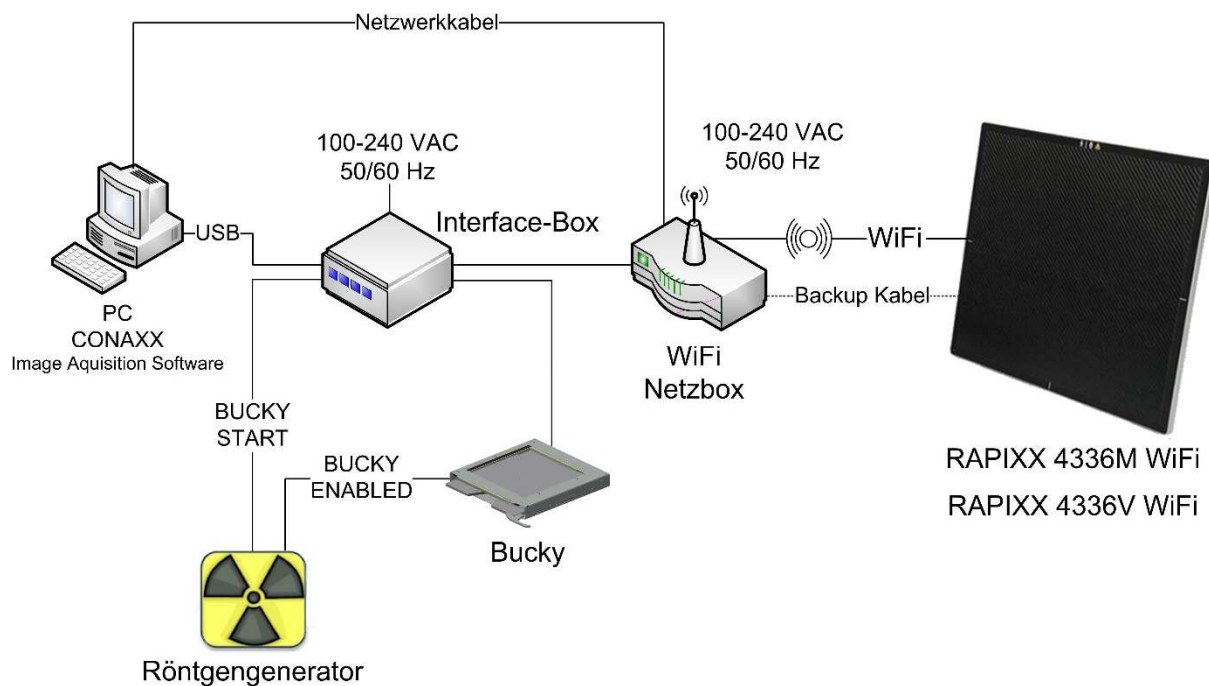 Netzwerkkabel
100-240 VAC
50/60 Hz
100-240 VAC
50/60 Hz
Interface-Box
USB
WiFi
Backup Kabel
PC
CONAXX
Image Aquisition Software
WiFi
Netzbox
BUCKY
START
BUCKY
ENABLED
Bucky
RAPIXX 4336M WiFi
RAPIXX 4336V WiFi
Röntgengenerator